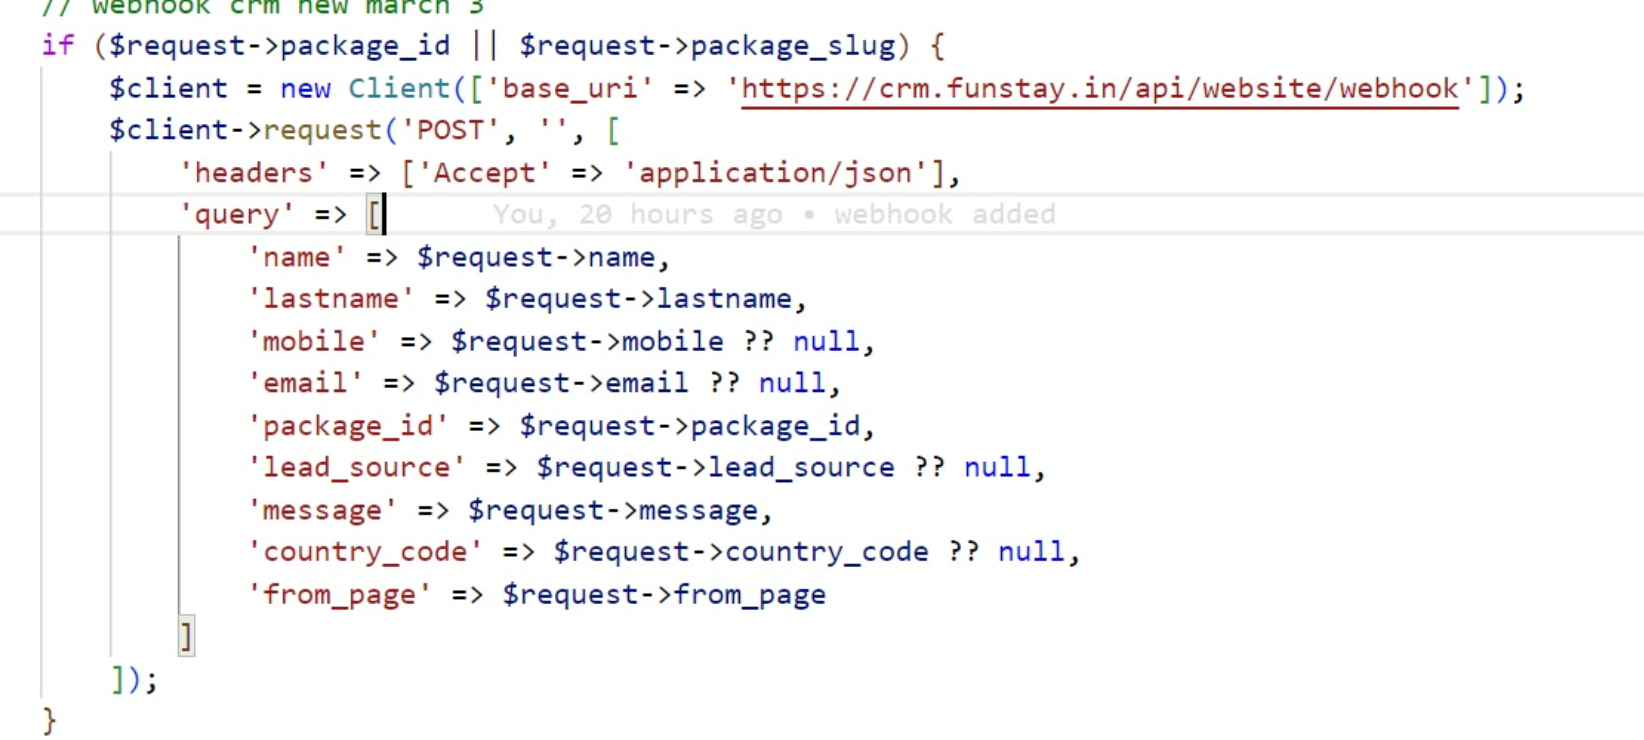 // webhook crm new march 3
if ($request->package_id || $request->package_slug) {
$client = new Client(['base_uri' => 'https://crm.funstay.in/api/website/webhook']);
$client->request('POST', '', [
'headers' => ['Accept' => 'application/json'],
'query' => [ You, 20 hours ago • webhook added
'name' => $request->name,
'lastname' => $request->lastname,
'mobile' => $request->mobile ?? null,
'email' => $request->email ?? null,
'package_id' => $request->package_id,
'lead_source' => $request->lead_source ?? null,
'message' => $request->message,
'country_code' => $request->country_code ?? null,
'from_page' => $request->from_page
]
]);
}